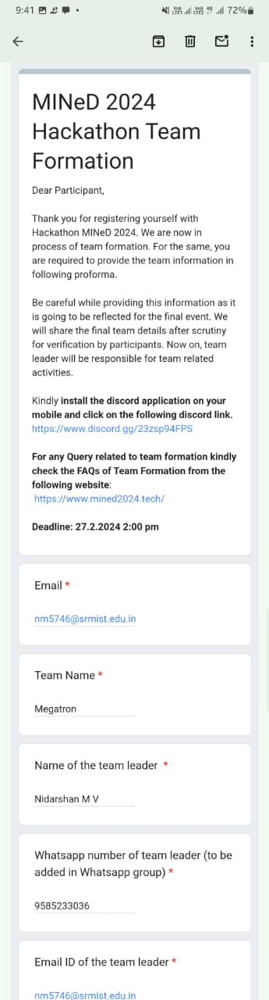 9:41
72%
MINeD 2024
Hackathon Team
Formation
Dear Participant,
Thank you for registering yourself with
Hackathon MINeD 2024. We are now in
process of team formation. For the same, you
are required to provide the team information in
following proforma.
Be careful while providing this information as it
is going to be reflected for the final event. We
will share the final team details after scrutiny
for verification by participants. Now on, team
leader will be responsible for team related
activities.
Kindly install the discord application on your
mobile and click on the following discord link.
https://www.discord.gg/23zsp94FPS
For any Query related to team formation kindly
check the FAQs of Team Formation from the
following website:
https://www.mined2024.tech/
Deadline: 27.2.2024 2:00 pm
Email *
nm5746@srmist.edu.in
Team Name *
Megatron
Name of the team leader *
Nidarshan M V
Whatsapp number of team leader (to be
added in Whatsapp group) *
9585233036
Email ID of the team leader *
nm5746@srmist.edu.in